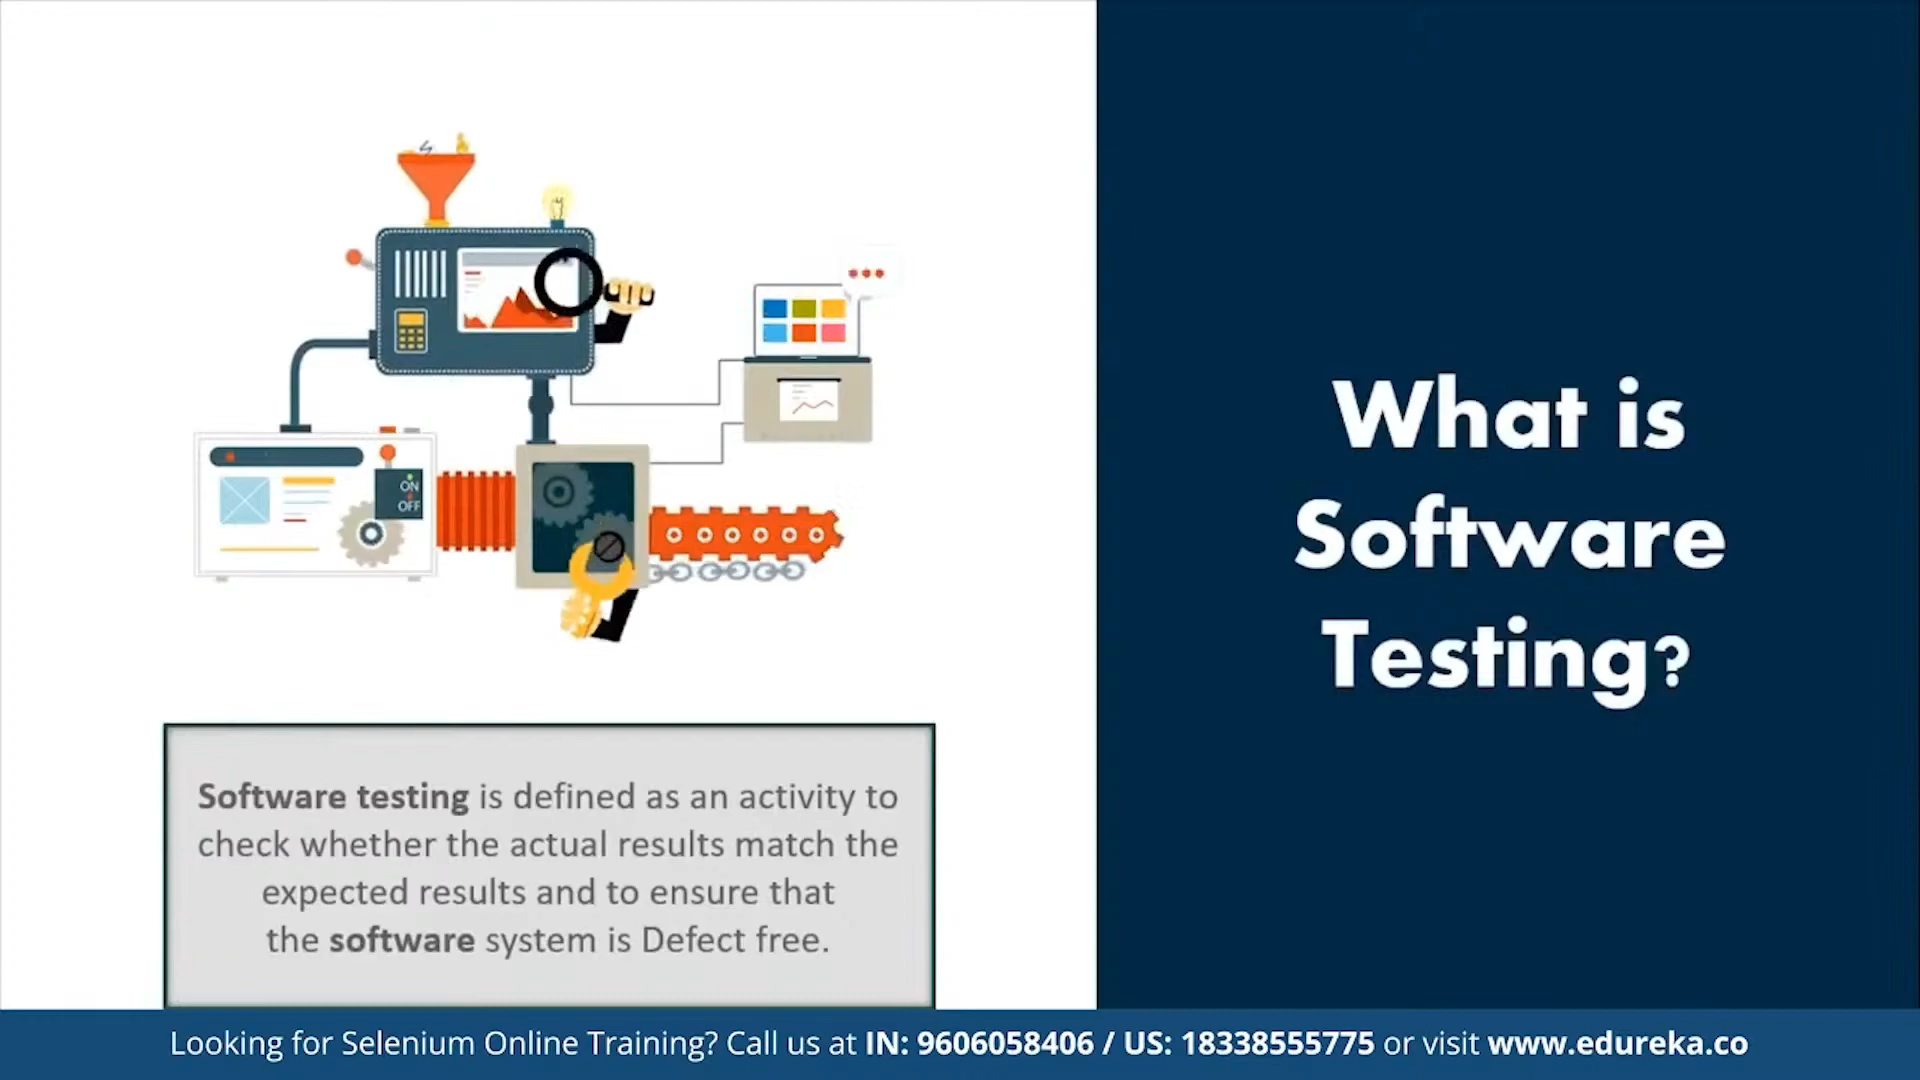 ON
OFF
What is
Software
Testing?
Software testing is defined as an activity to
check whether the actual results match the
expected results and to ensure that
the software system is Defect free.
Looking for Selenium Online Training? Call us at IN: 9606058406 / US: 18338555775 or visit www.edureka.co